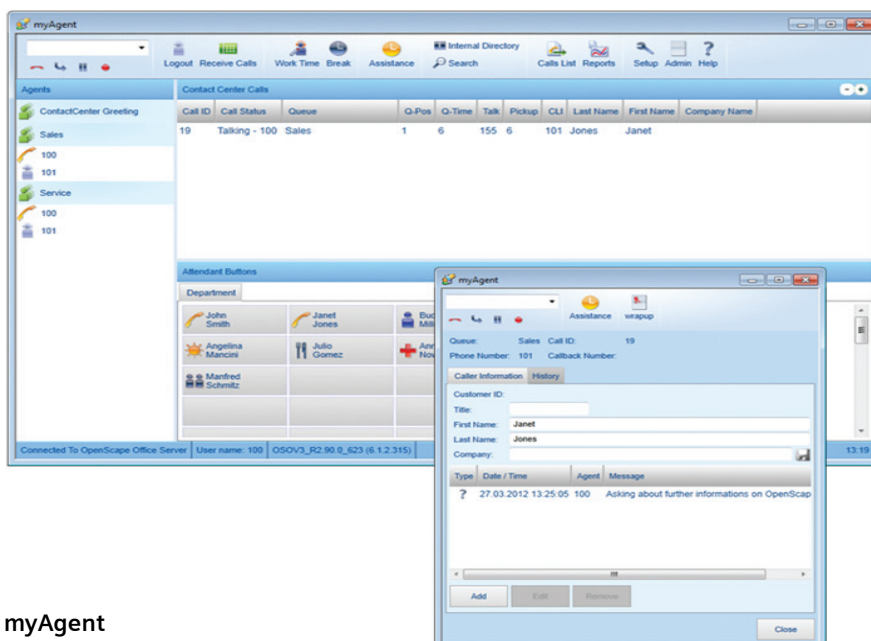 myAgent
Internal Directory
Logout Receive Calls Work Time Break Assistance Search Calls List Reports Setup Admin Help
Agents Contact Center Calls
ContactCenter Greeting
Sales
100
101
Service
100
101
Call ID Call Status Queue Q-Pos Q-Time Talk Pickup CLI Last Name First Name Company Name
19 Talking - 100 Sales 1 6 155 6 101 Jones Janet
Attendant Buttons
Department
John Smith
Janet Jones
Angelina Mancini
Julio Gomez
Manfred Schmitz
Connected To OpenScape Office Server User name: 100 OSOV3_R2.90.0_623 (6.1.2.315) 13:19
myAgent
Assistance wrapup
Queue: Sales Call ID: 19
Phone Number: 101 Callback Number:
Caller Information History
Customer ID:
Title:
First Name: Janet
Last Name: Jones
Company:
Type Date / Time Agent Message
? 27.03.2012 13:25:05 100 Asking about further informations on OpenScap
Add Edit Remove
Close
myAgent